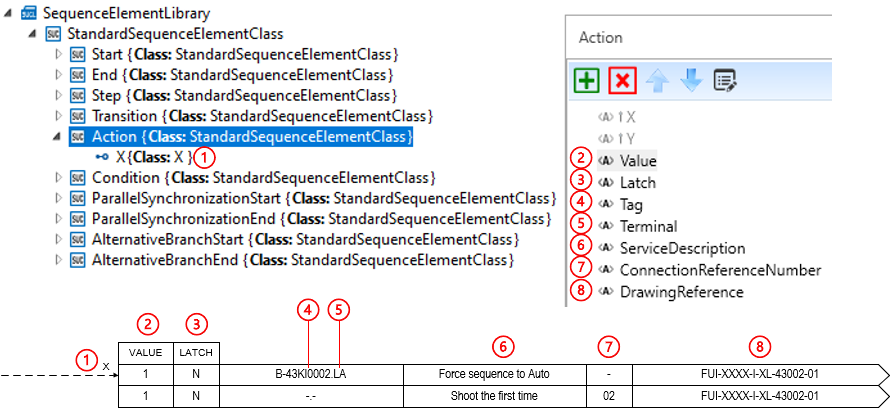 SequenceElementLibrary
StandardSequenceElementClass
Start {Class: StandardSequenceElementClass}
End {Class: StandardSequenceElementClass}
Step {Class: StandardSequenceElementClass}
Transition {Class: StandardSequenceElementClass}
Action {Class: StandardSequenceElementClass}
X{Class: X } 1
Condition {Class: StandardSequenceElementClass}
ParallelSynchronizationStart {Class: StandardSequenceElementClass}
ParallelSynchronizationEnd {Class: StandardSequenceElementClass}
AlternativeBranchStart {Class: StandardSequenceElementClass}
AlternativeBranchEnd {Class: StandardSequenceElementClass}
Action
<A> ↑ X
<A> ↑ Y
2 <A> Value
3 <A> Latch
4 <A> Tag
5 <A> Terminal
6 <A> ServiceDescription
7 <A> ConnectionReferenceNumber
8 <A> DrawingReference
2 3 4 5 6 7 8
VALUE LATCH
1 X 1 N B-43KI0002.LA Force sequence to Auto - FUI-XXXX-I-XL-43002-01
1 N -.- Shoot the first time 02 FUI-XXXX-I-XL-43002-01